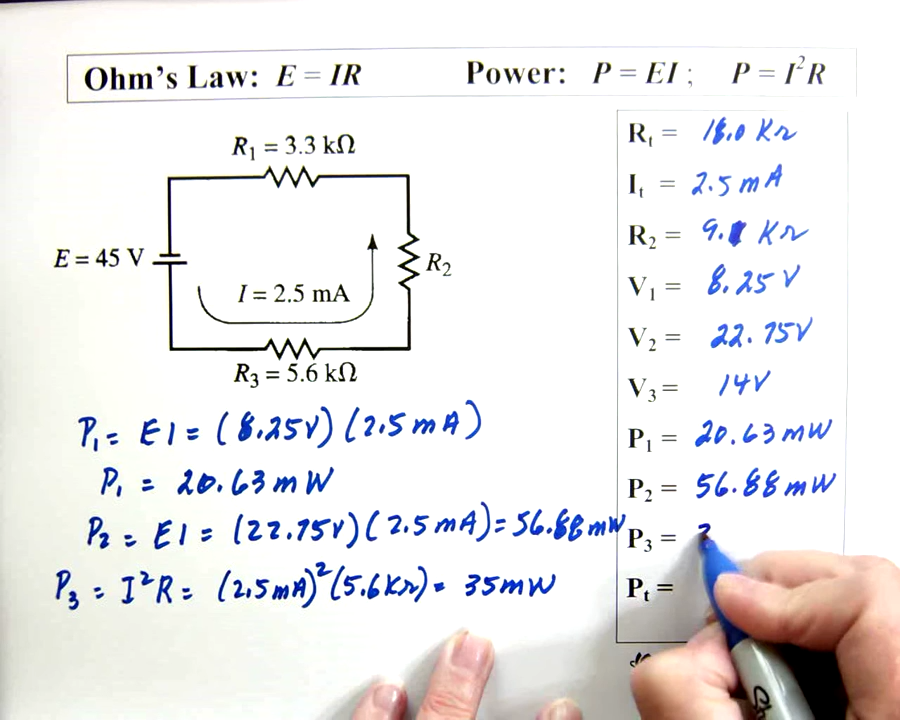 Ohm's Law: E = IR Power: P = EI ; P = I²R
R₁ = 3.3 kΩ
E = 45 V
R₂
I = 2.5 mA
R₃ = 5.6 kΩ
P₁ = EI = (8.25V) (2.5 mA)
P₁ = 20.63 mW
P₂ = EI = (22.75V) (2.5 mA) = 56.88 mW
P₃ = I²R = (2.5mA)² (5.6KΩ) = 35mW
Rₜ = 18.0 KΩ
Iₜ = 2.5 mA
R₂ = 9.1 KΩ
V₁ = 8.25 V
V₂ = 22.75V
V₃ = 14V
P₁ = 20.63 mW
P₂ = 56.88 mW
P₃ = 3
Pₜ =